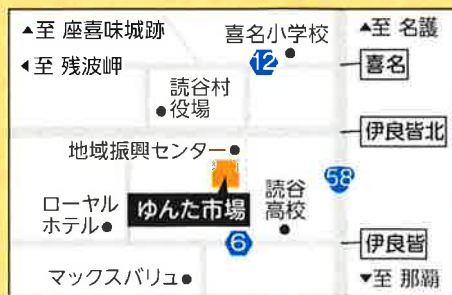 ▲至 座喜味城跡
喜名小学校
▲至 名護
◀至 残波岬
12
喜名
読谷村
役場
伊良皆北
地域振興センター
58
ローヤル
ホテル
ゆんた市場
読谷
高校
6
伊良皆
マックスバリュ
▼至 那覇